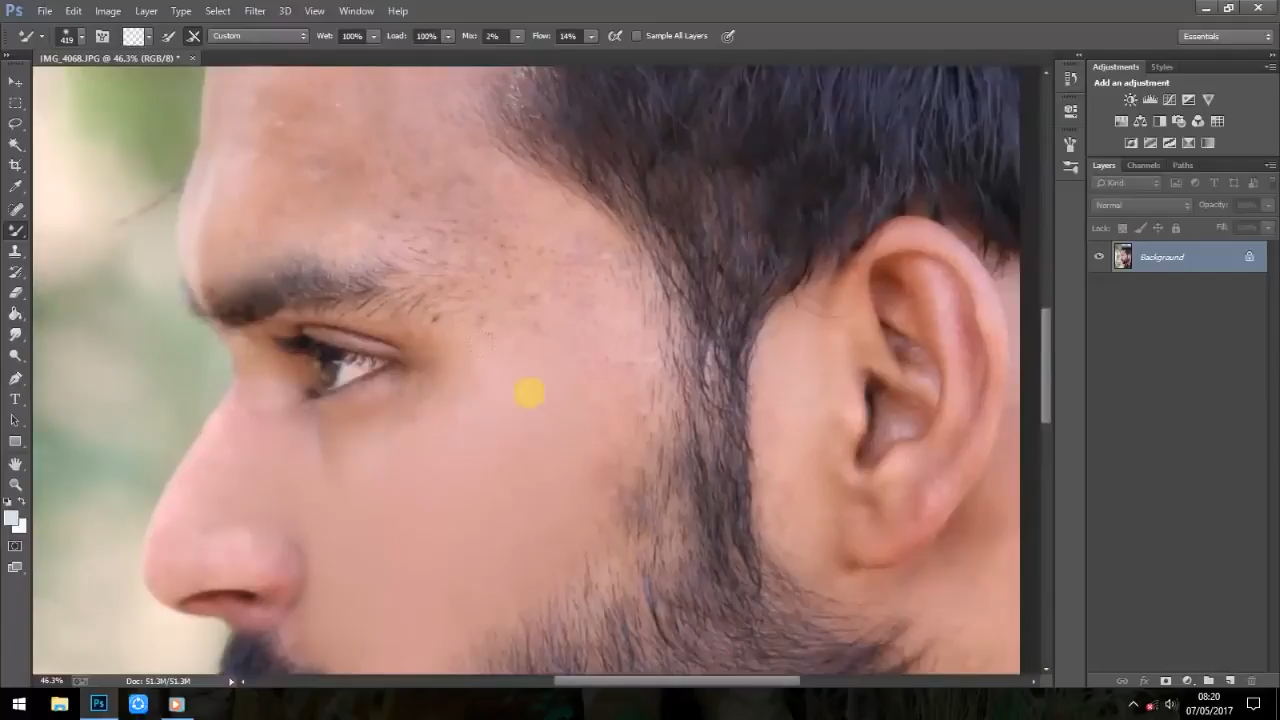 Ps File Edit Image Layer Type Select Filter 3D View Window Help
419 Custom Wet: 100% Load: 100% Mix: 2% Flow: 14% Sample All Layers Essentials
IMG_4068.JPG @ 46.3% (RGB/8) * ×
Adjustments Styles
Add an adjustment
Layers Channels Paths
Kind
Normal Opacity:
Lock: Fill:
Background
46.3% Doc: 51.3M/51.3M
Ps
08:20
07/05/2017